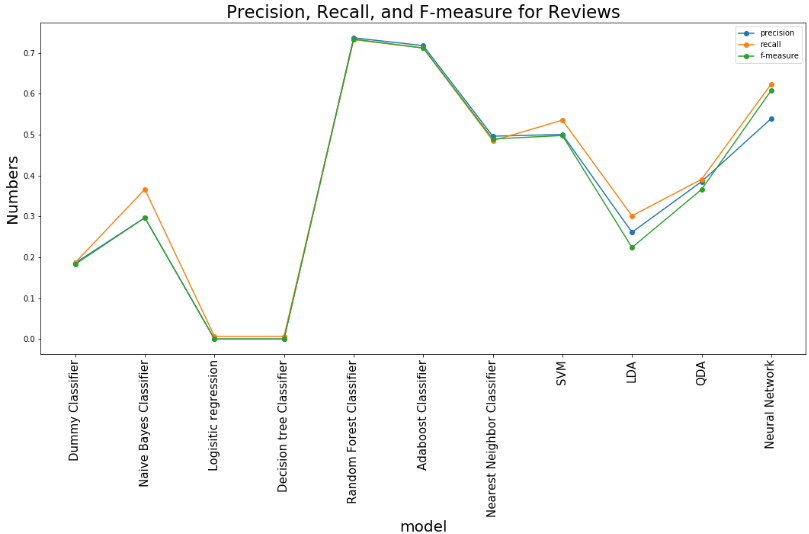 Precision, Recall, and F-measure for Reviews
precision
recall
f-measure
Numbers
0.7
0.6
0.5
0.4
0.3
0.2
0.1
0.0
Dummy Classifier
Naive Bayes Classifier
Logisitic regression
Decision tree Classifier
Random Forest Classifier
Adaboost Classifier
Nearest Neighbor Classifier
SVM
LDA
QDA
Neural Network
model